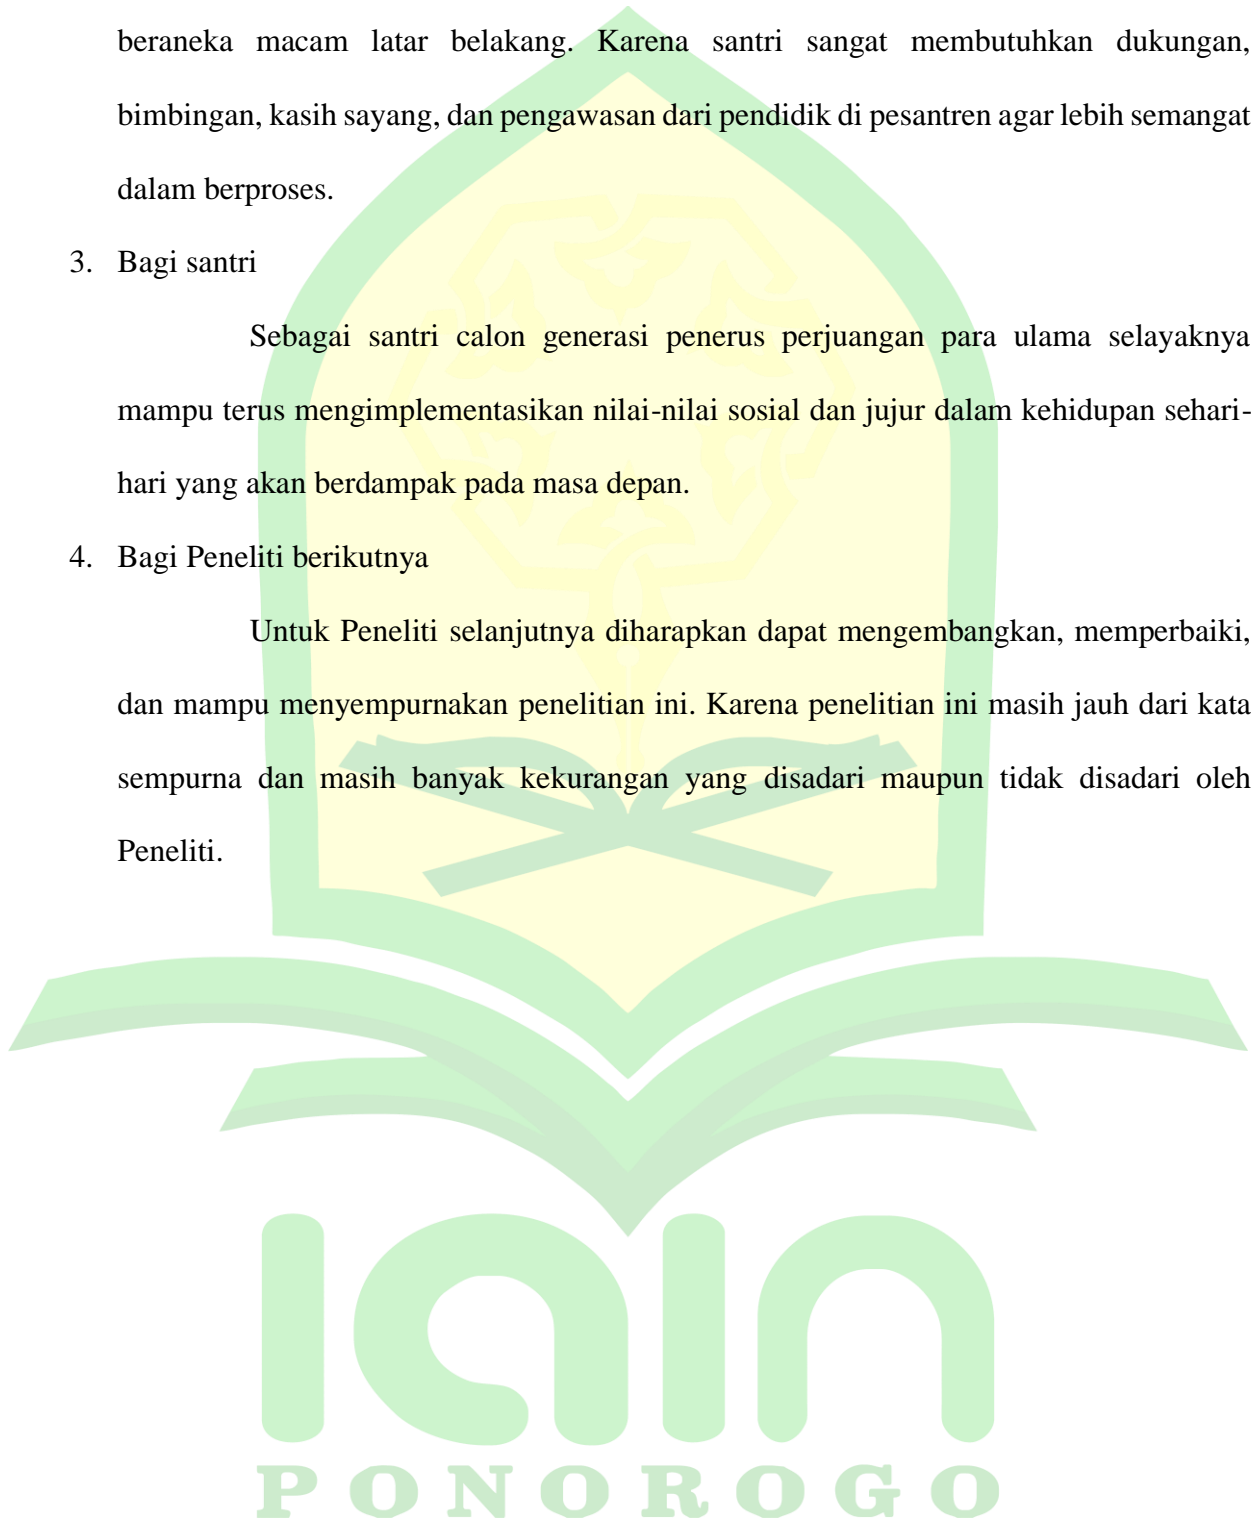 beraneka macam latar belakang. Karena santri sangat membutuhkan dukungan,
bimbingan, kasih sayang, dan pengawasan dari pendidik di pesantren agar lebih semangat
dalam berproses.
3. Bagi santri
Sebagai santri calon generasi penerus perjuangan para ulama selayaknya
mampu terus mengimplementasikan nilai-nilai sosial dan jujur dalam kehidupan sehari-
hari yang akan berdampak pada masa depan.
4. Bagi Peneliti berikutnya
Untuk Peneliti selanjutnya diharapkan dapat mengembangkan, memperbaiki,
dan mampu menyempurnakan penelitian ini. Karena penelitian ini masih jauh dari kata
sempurna dan masih banyak kekurangan yang disadari maupun tidak disadari oleh
Peneliti.
iain
PONOROGO